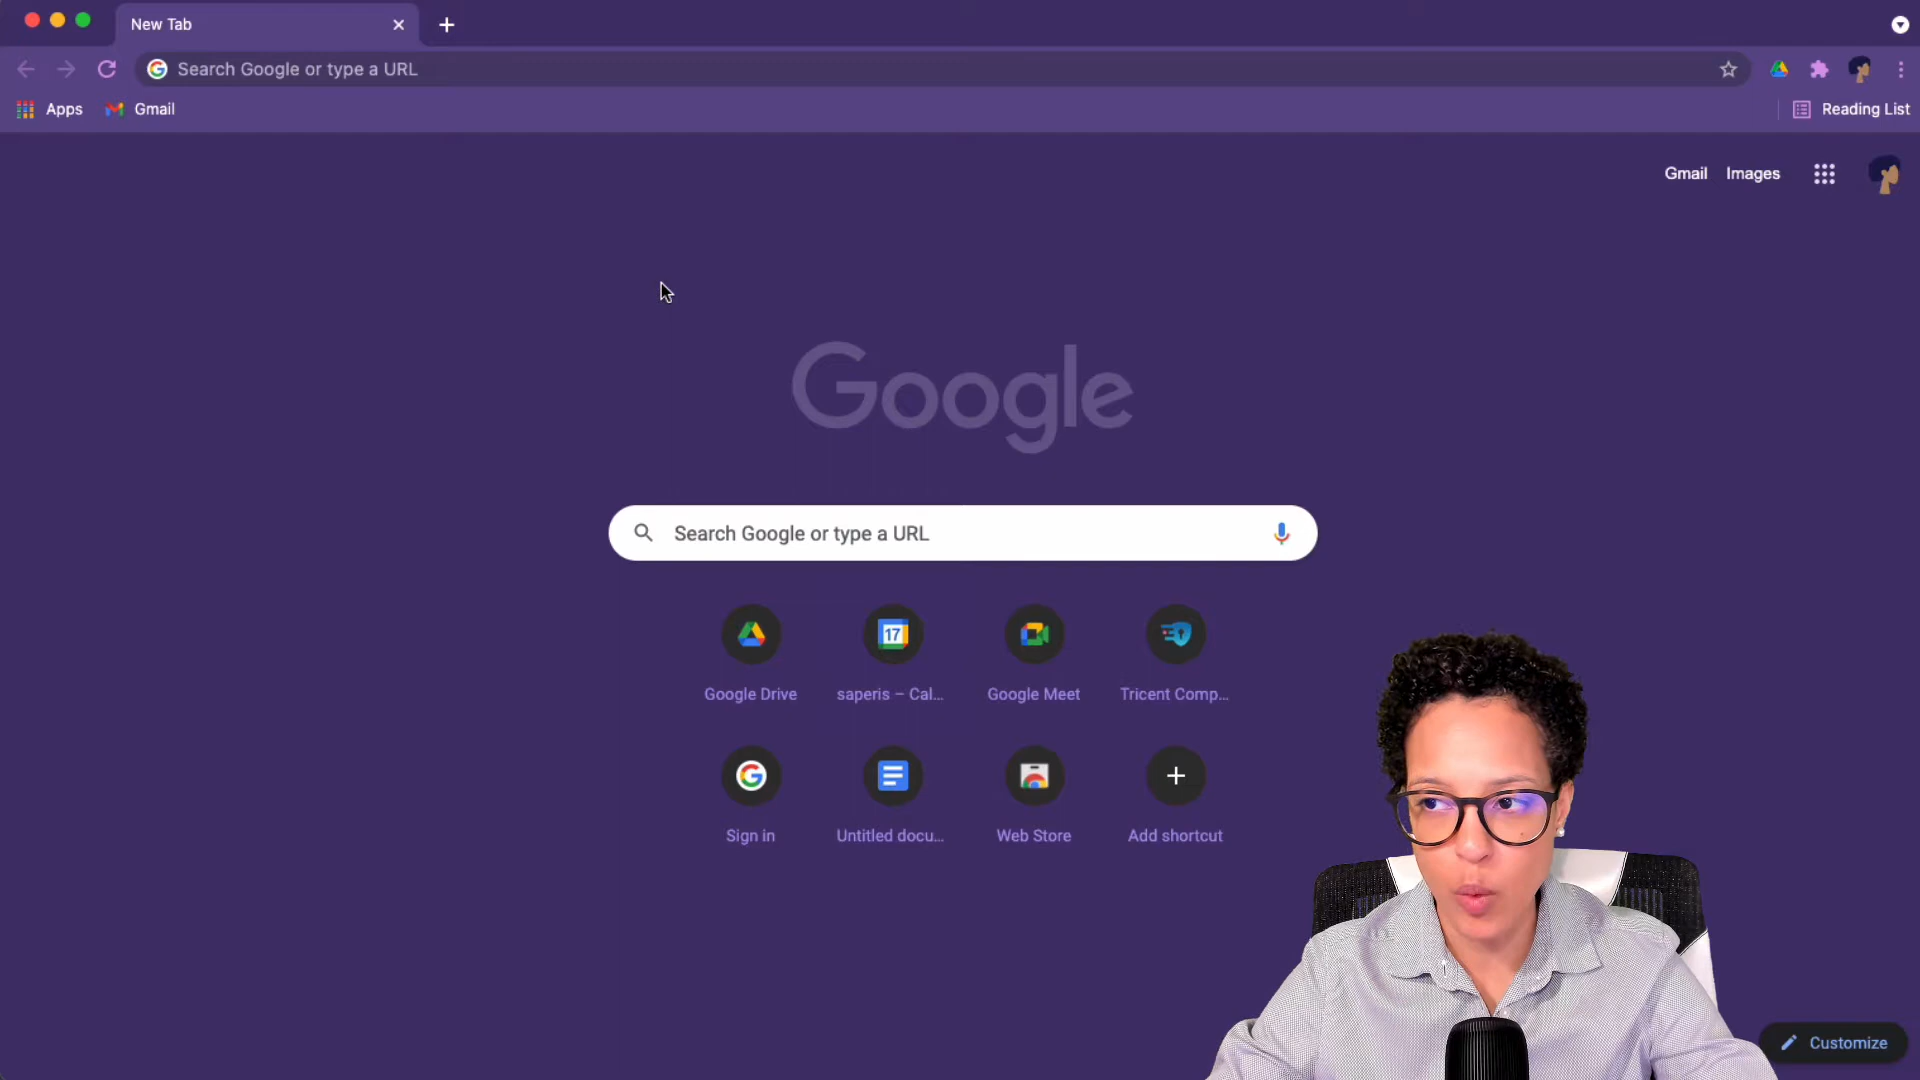 New Tab
Search Google or type a URL
Apps
Gmail
Reading List
Gmail
Images
Google
Search Google or type a URL
17
Google Drive
saperis – Cal...
Google Meet
Tricent Comp...
G
Sign in
Untitled docu...
Web Store
Add shortcut
Customize